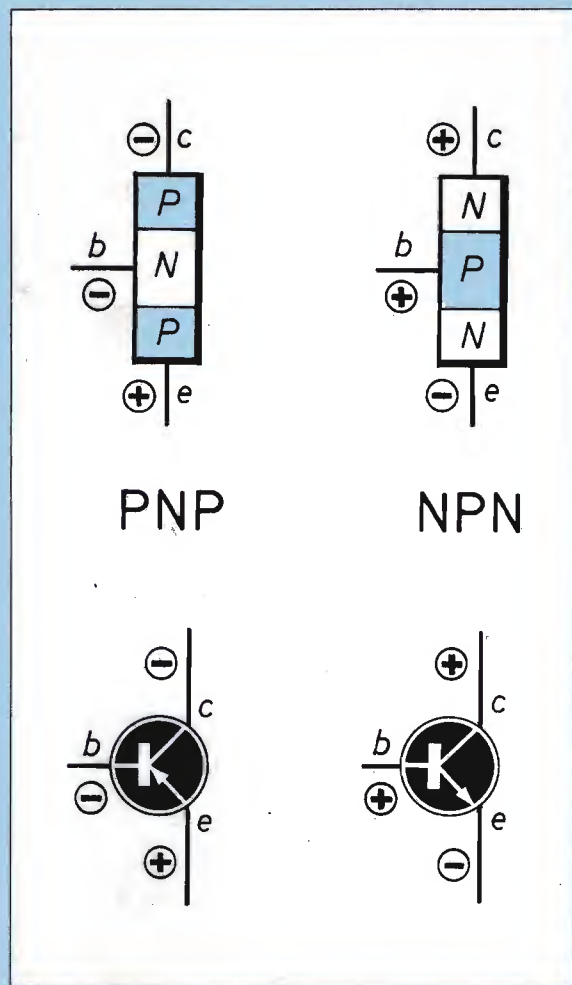 ⊖ c ⊕ c
P N
b N b P
⊖ ⊕
P N
⊕ e ⊖ e
PNP NPN
⊖ ⊕
c c
b b
⊖ ⊕
e e
⊕ ⊖